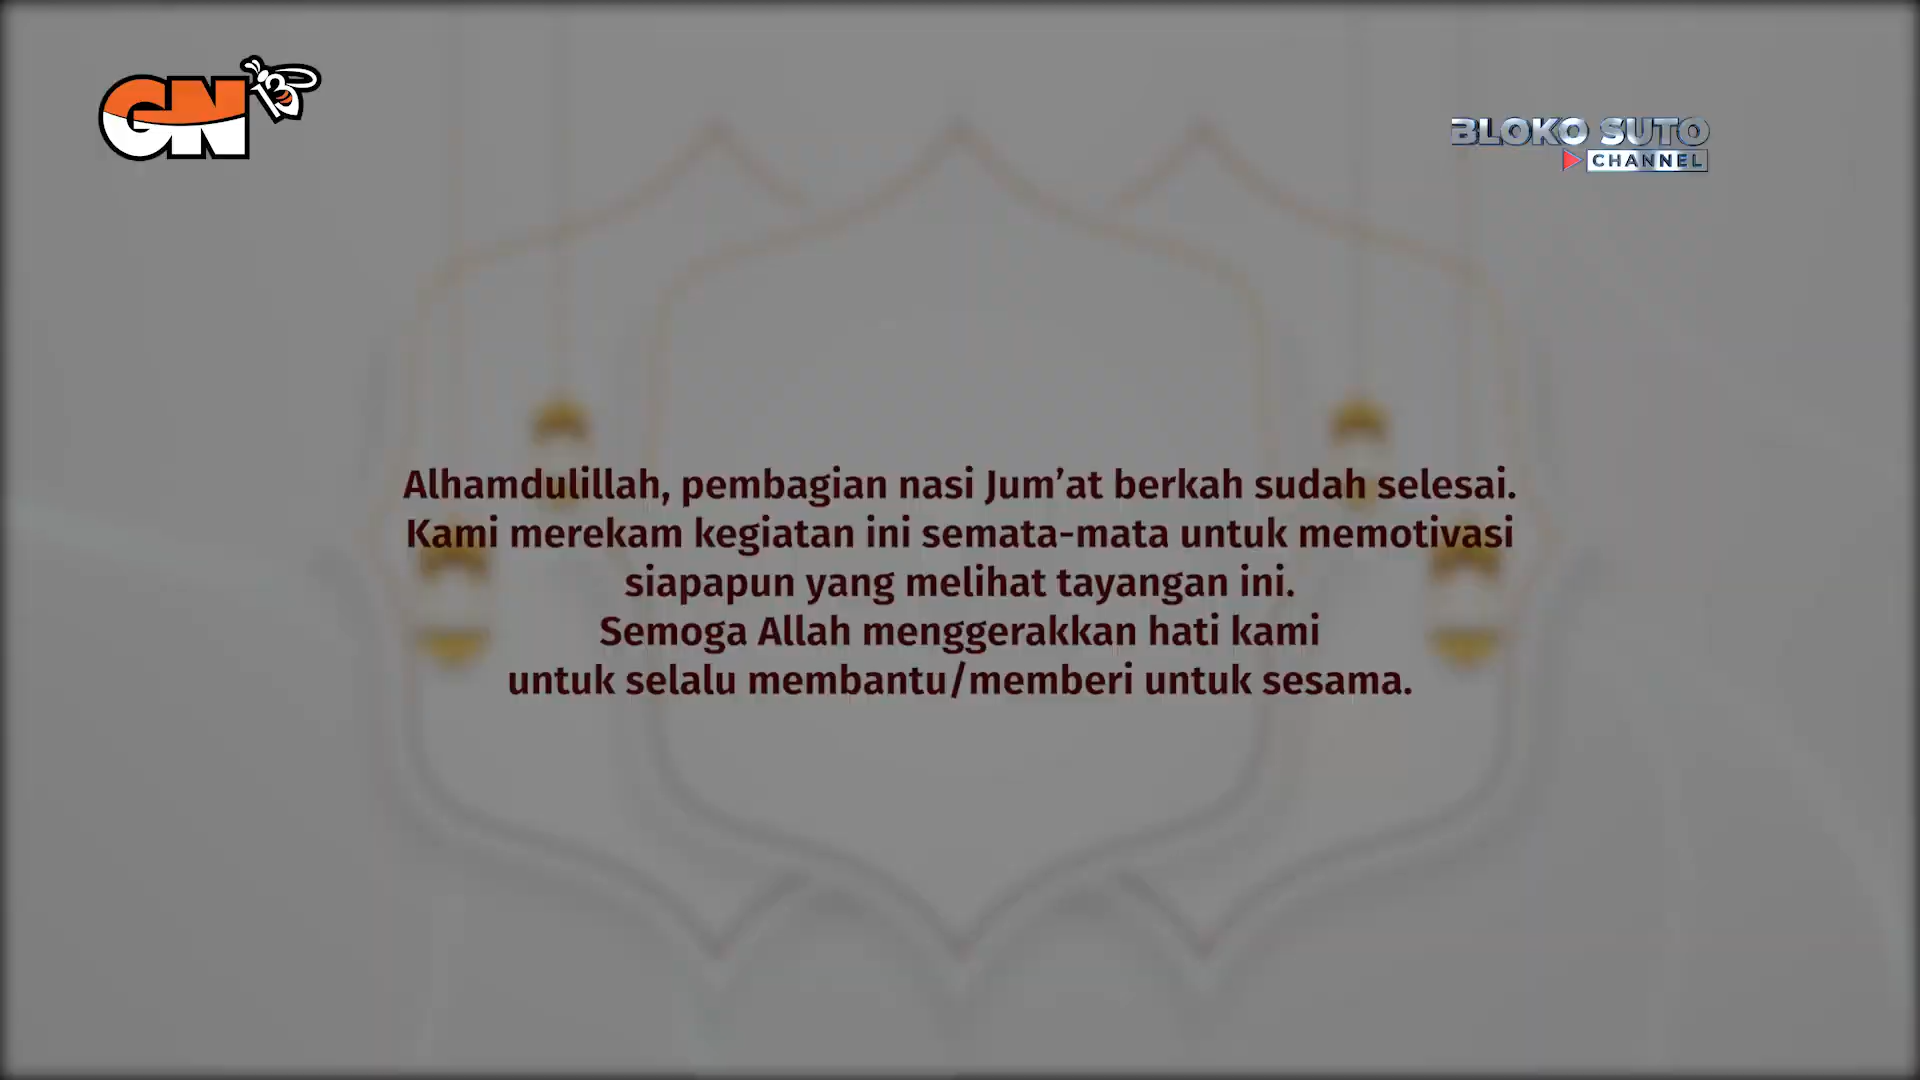 GN 13
BLOKO SUTO
CHANNEL
Alhamdulillah, pembagian nasi Jum’at berkah sudah selesai.
Kami merekam kegiatan ini semata-mata untuk memotivasi
siapapun yang melihat tayangan ini.
Semoga Allah menggerakkan hati kami
untuk selalu membantu/memberi untuk sesama.